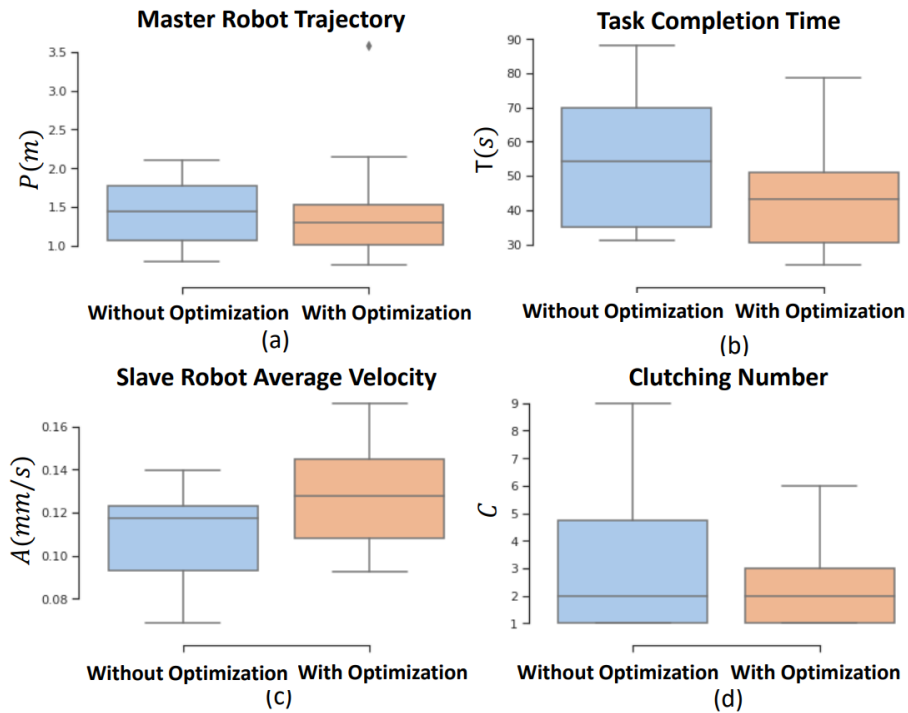 Master Robot Trajectory
P(m)
3.5
3.0
2.5
2.0
1.5
1.0
Without Optimization With Optimization
(a)
Task Completion Time
T(s)
90
80
70
60
50
40
30
Without Optimization With Optimization
(b)
Slave Robot Average Velocity
A(mm/s)
0.16
0.14
0.12
0.10
0.08
Without Optimization With Optimization
(c)
Clutching Number
C
9
8
7
6
5
4
3
2
1
Without Optimization With Optimization
(d)